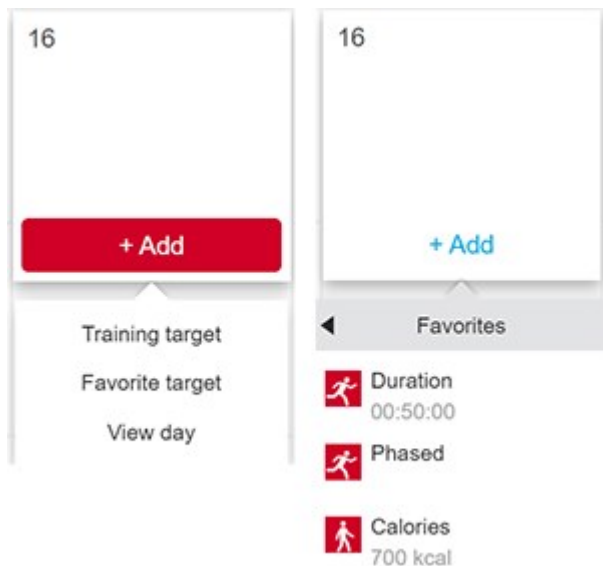 16
+ Add
Training target
Favorite target
View day
16
+ Add
Favorites
Duration
00:50:00
Phased
Calories
700 kcal